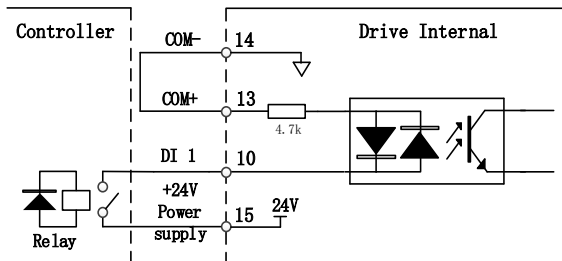 Controller
Drive Internal
COM-
14
COM+
13
4.7k
DI 1
10
+24V
Power
supply
15
24V
Relay